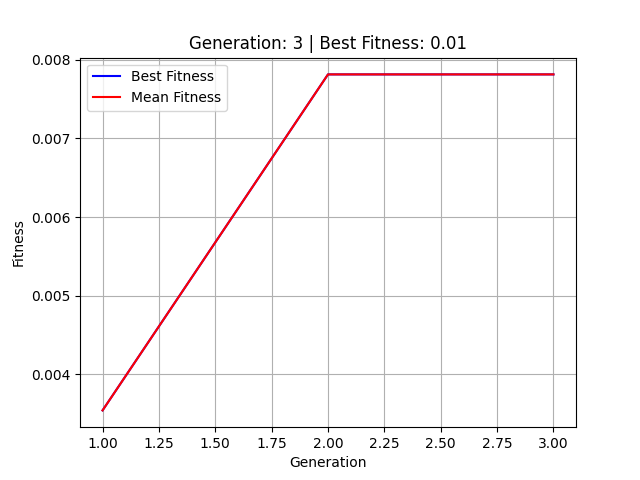 Generation: 3 | Best Fitness: 0.01
Best Fitness
Mean Fitness
0.008
0.007
0.006
0.005
0.004
Fitness
1.00 1.25 1.50 1.75 2.00 2.25 2.50 2.75 3.00
Generation